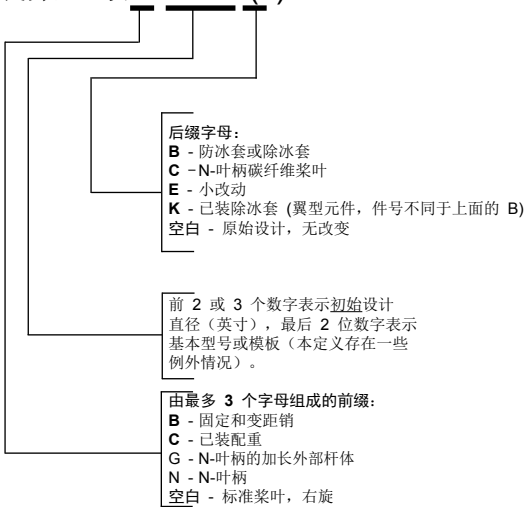 后缀字母：
B - 防冰套或除冰套
C －N-叶柄碳纤维桨叶
E - 小改动
K - 已装除冰套 (翼型元件，件号不同于上面的 B)
空白 - 原始设计，无改变
前 2 或 3 个数字表示初始设计
直径（英寸），最后 2 位数字表示
基本型号或模板（本定义存在一些
例外情况）。
由最多 3 个字母组成的前缀：
B - 固定和变距销
C - 已装配重
G - N-叶柄的加长外部杆体
N - N-叶柄
空白 - 标准桨叶，右旋